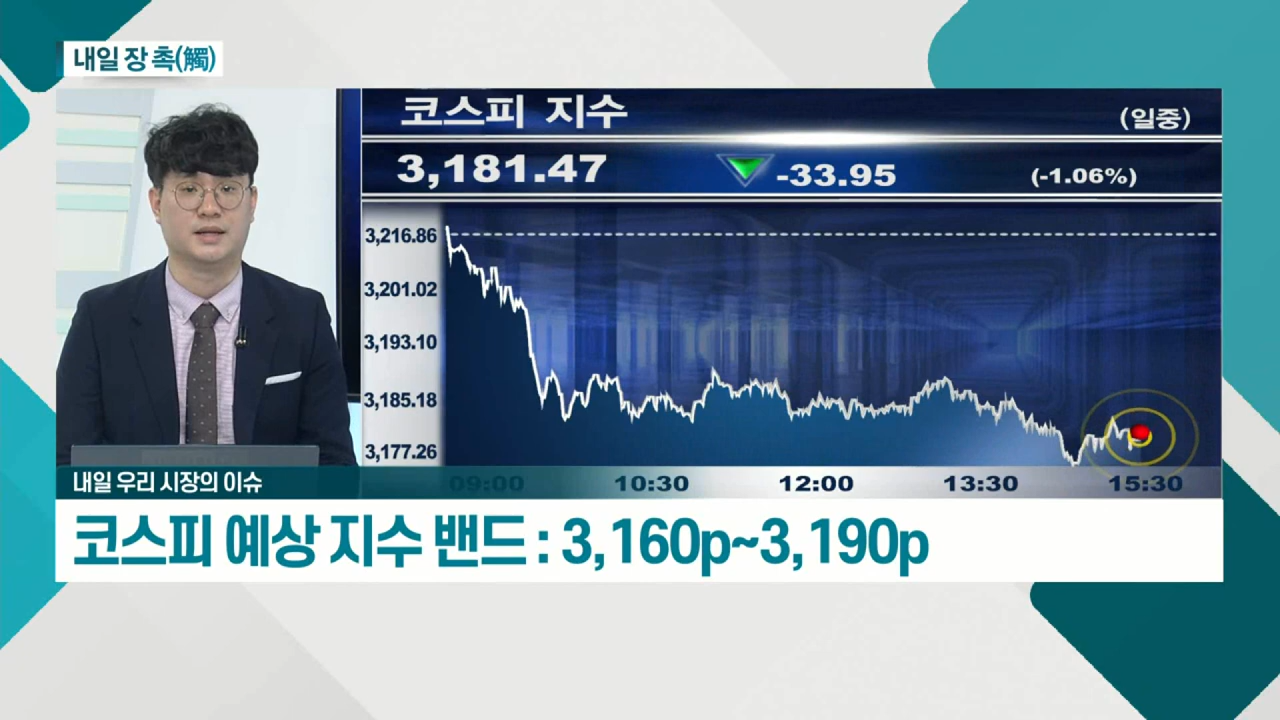 내일 장 촉(觸)
코스피 지수
(일중)
3,181.47 -33.95 (-1.06%)
3,216.86
3,201.02
3,193.10
3,185.18
3,177.26
09:00 10:30 12:00 13:30 15:30
내일 우리 시장의 이슈
코스피 예상 지수 밴드 : 3,160p~3,190p